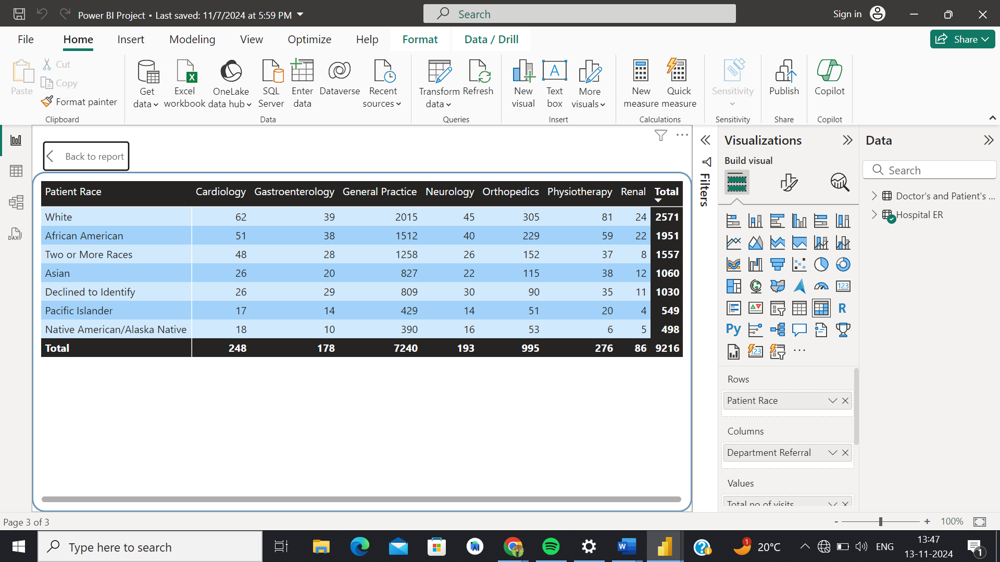 Power BI Project • Last saved: 11/7/2024 at 5:59 PM
Search
Sign in
File Home Insert Modeling View Optimize Help Format Data / Drill
Share
Paste
Cut
Copy
Format painter
Clipboard
Get data
Excel workbook
OneLake data hub
SQL Server
Enter data
Dataverse
Recent sources
Data
Transform data
Refresh
Queries
New visual
Text box
More visuals
Insert
New measure
Quick measure
Calculations
Sensitivity
Sensitivity
Publish
Share
Copilot
Copilot
DAX
Back to report
Patient Race Cardiology Gastroenterology General Practice Neurology Orthopedics Physiotherapy Renal Total
White 62 39 2015 45 305 81 24 2571
African American 51 38 1512 40 229 59 22 1951
Two or More Races 48 28 1258 26 152 37 8 1557
Asian 26 20 827 22 115 38 12 1060
Declined to Identify 26 29 809 30 90 35 11 1030
Pacific Islander 17 14 429 14 51 20 4 549
Native American/Alaska Native 18 10 390 16 53 6 5 498
Total 248 178 7240 193 995 276 86 9216
Filters
Visualizations
Build visual
123
R
Py
123
Rows
Patient Race
Columns
Department Referral
Values
Total no of visits
Data
Search
Doctor's and Patient's ...
Hospital ER
Page 3 of 3
- + 100%
Type here to search
1
20°C
ENG
13:47
13-11-2024
1